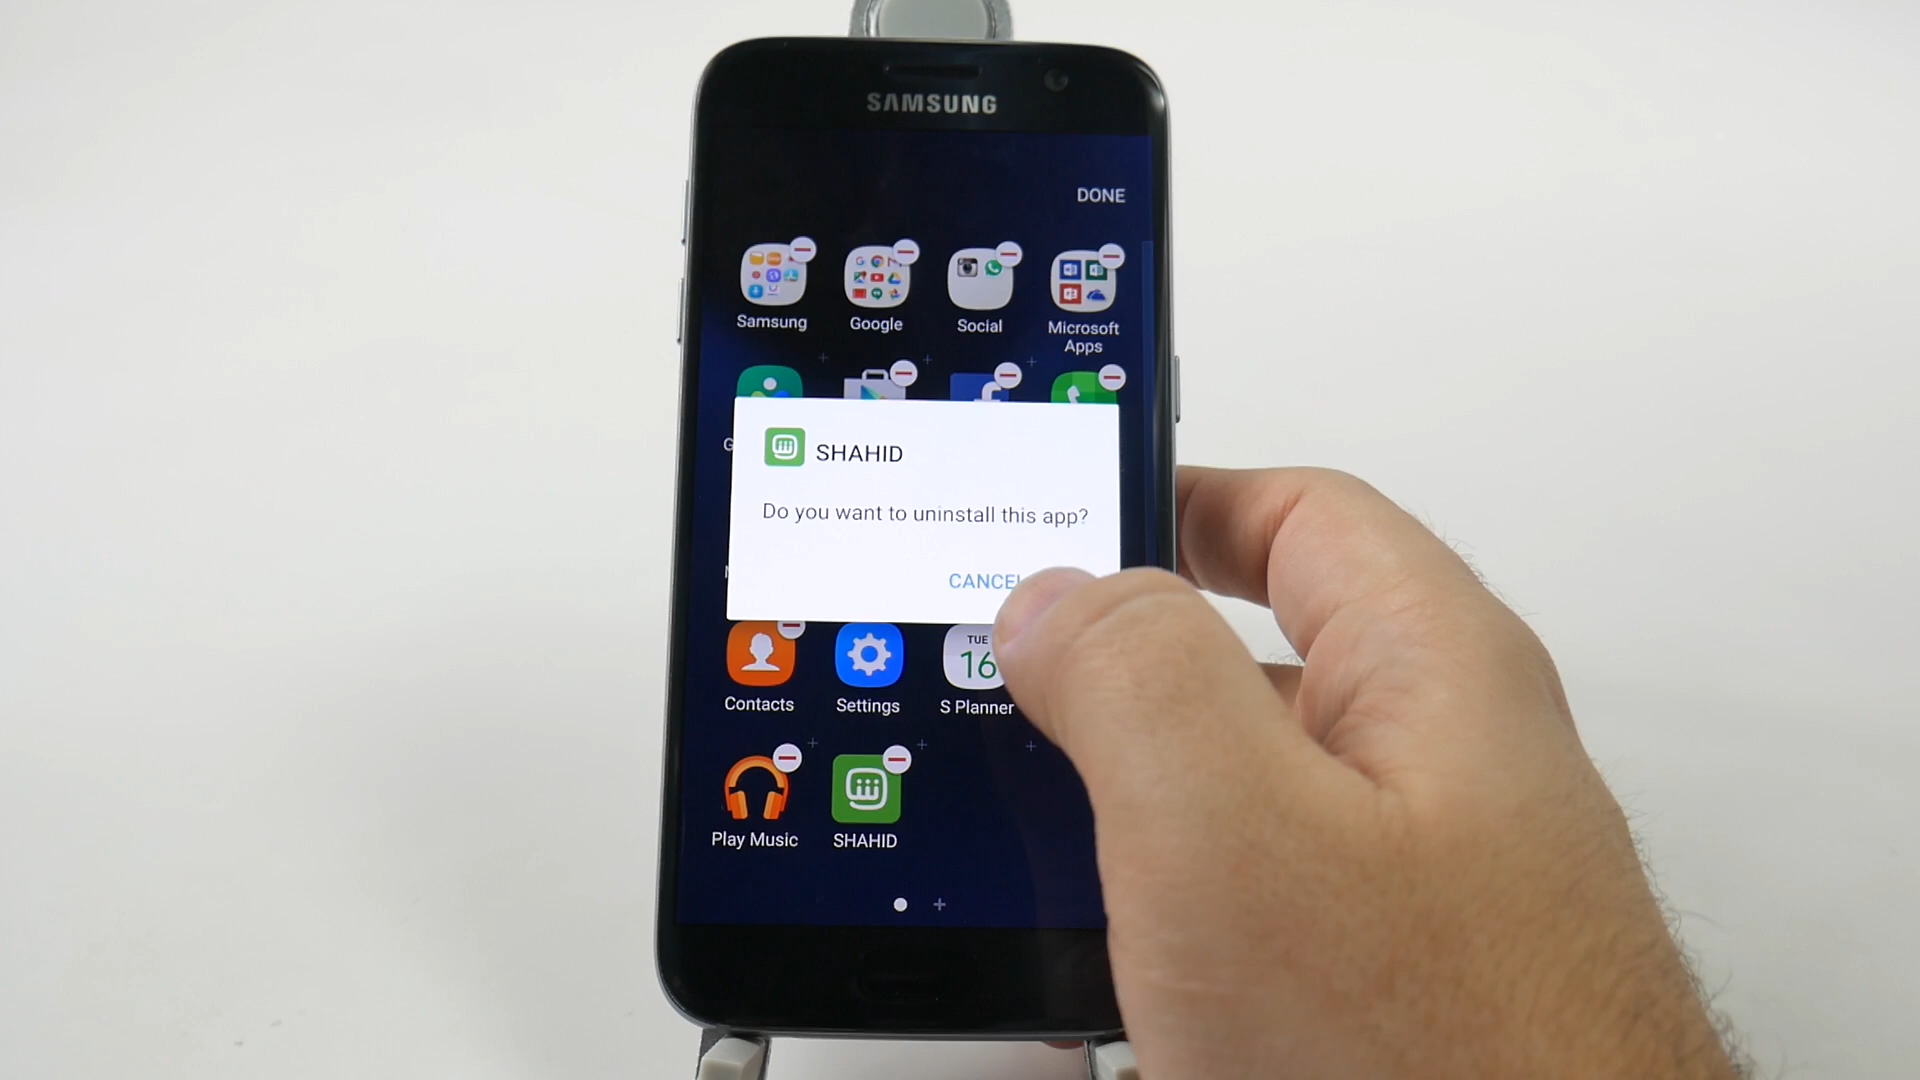 SAMSUNG
DONE
Samsung
Google
Social
Microsoft
Apps
SHAHID
Do you want to uninstall this app?
CANCEL
Contacts
Settings
TUE
16
S Planner
Play Music
SHAHID